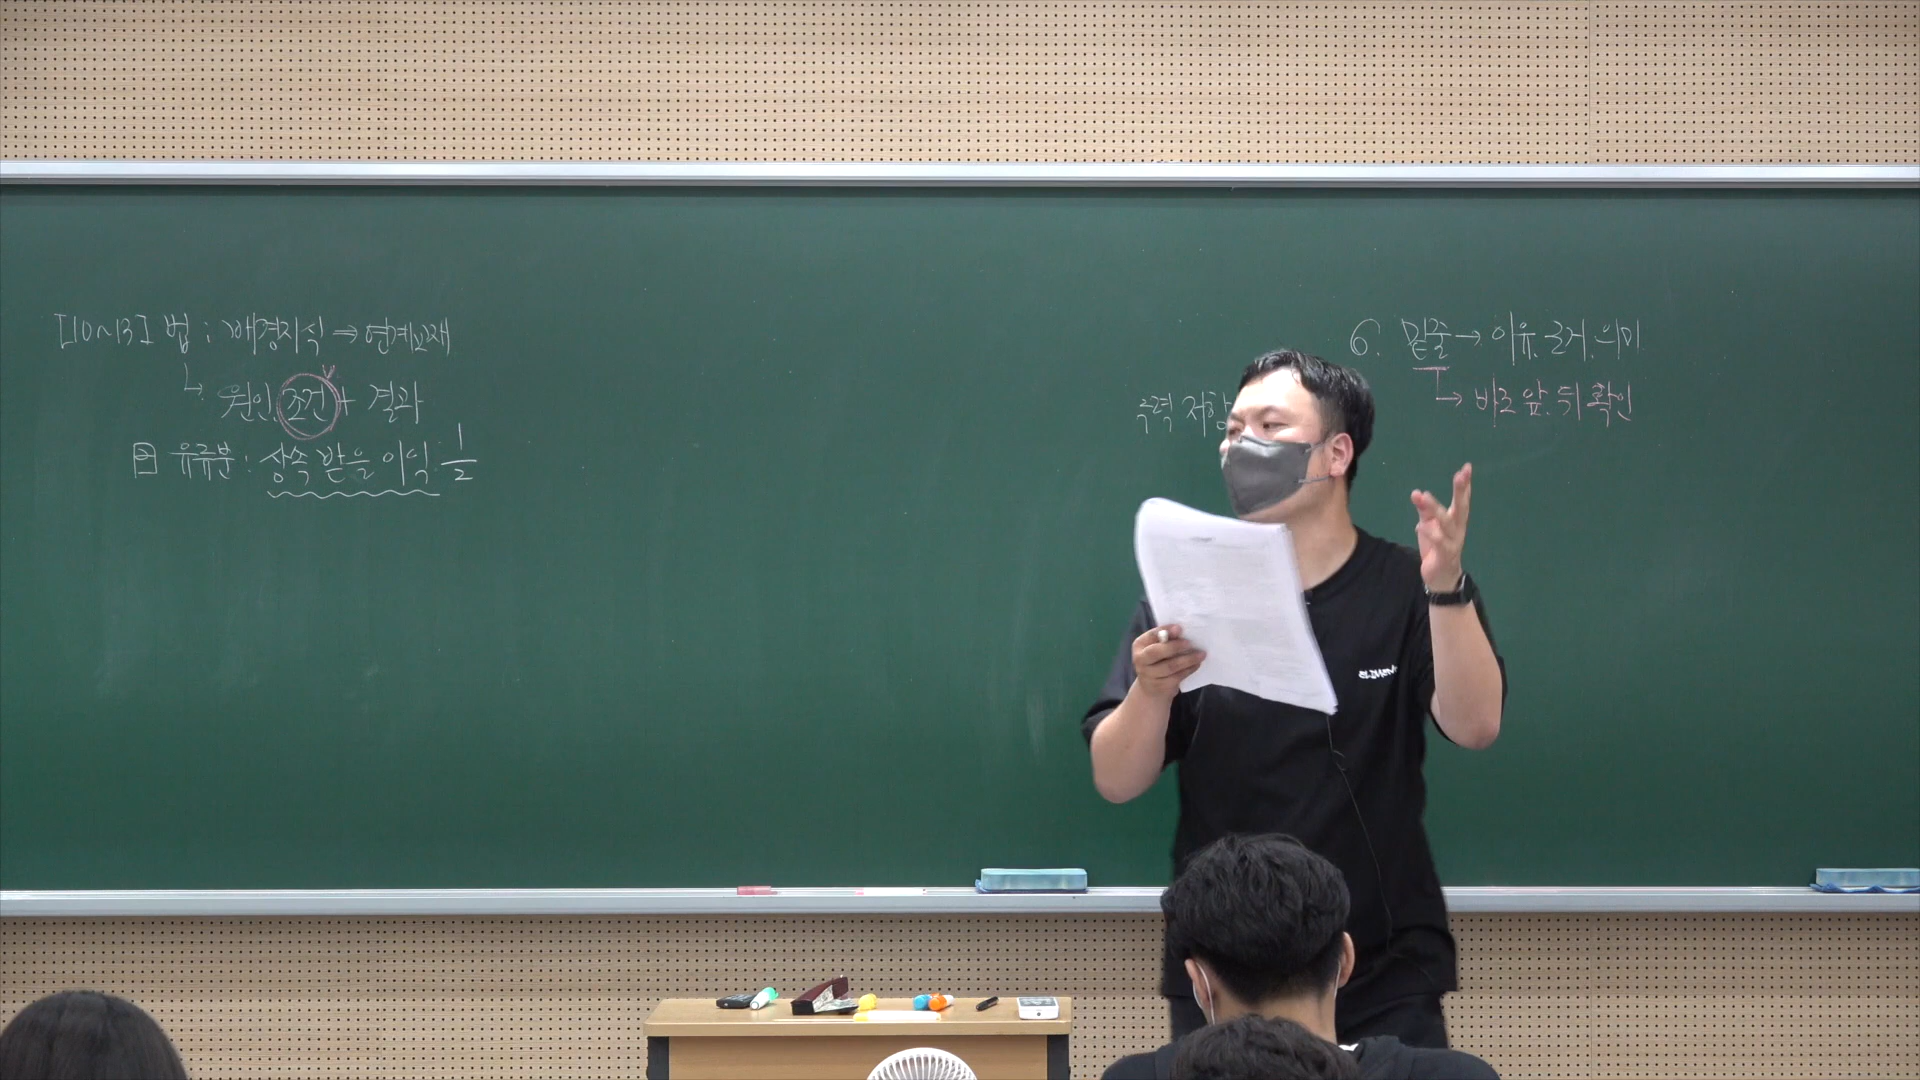 [10~13] 법 : 배경지식 ⇒ 연계교재
↳ 원인, 조건 + 결과
유류분 : 상속 받을 이익. 1/2
6. 밑줄 → 이유. 근거. 의미
↳ 바로 앞. 뒤 확인
저항